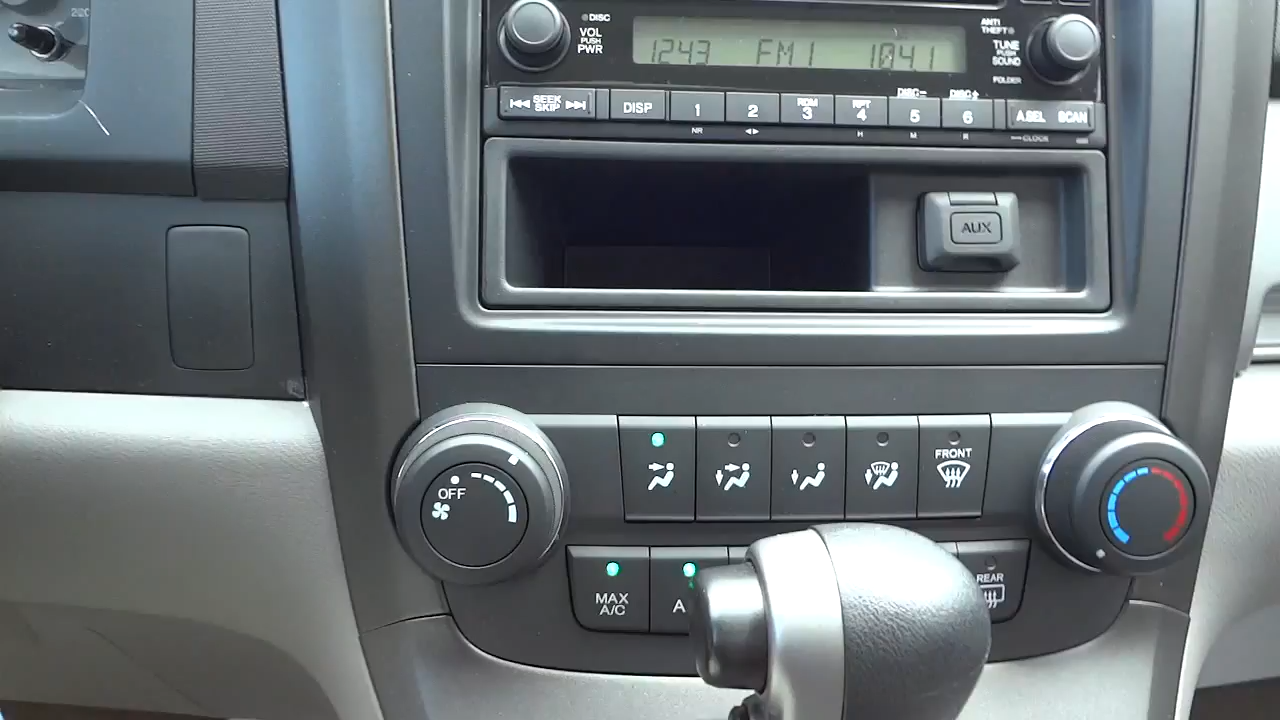 DISC
VOL
PUSH
PWR
1243 FM1 104.1
ANTI
THEFT
TUNE
PUSH
SOUND
FOLDER
SEEK
SKIP
DISP
1
2
RDM
3
RPT
4
DISC-
5
DISC+
6
A.SEL
SCAN
NR
H
M
R
CLOCK
AUX
OFF
FRONT
MAX
A/C
A
REAR